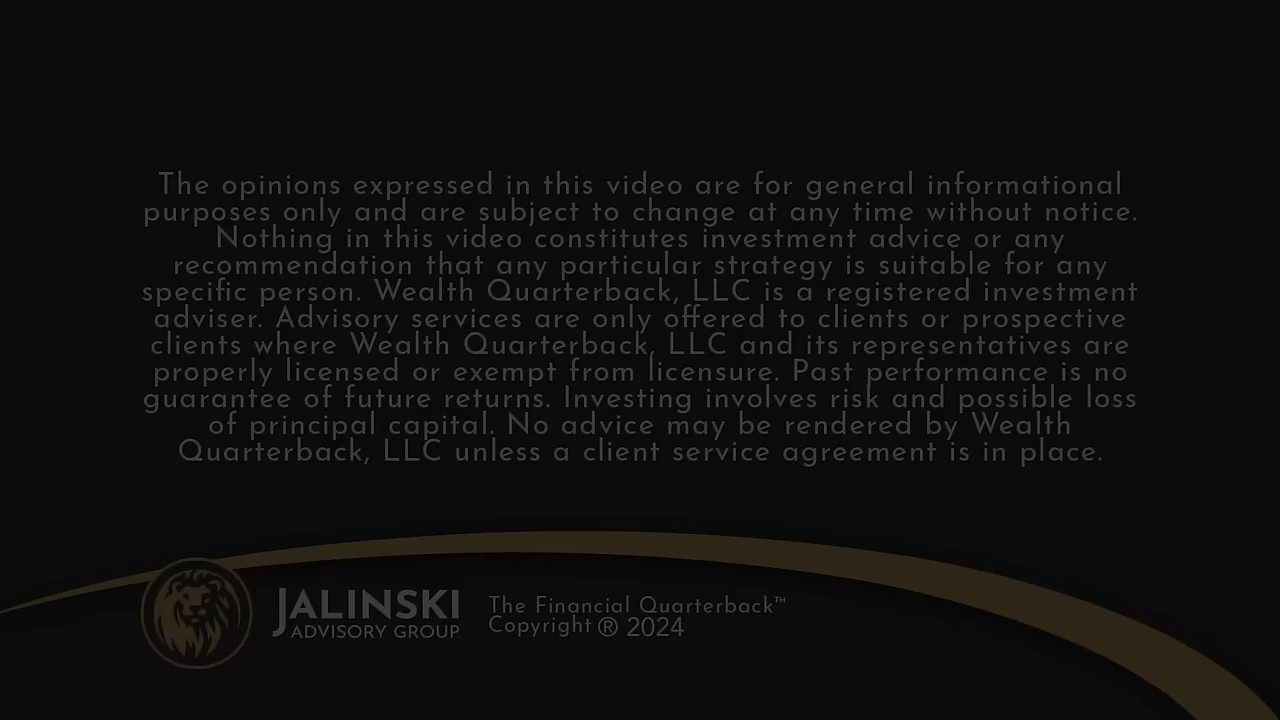 The opinions expressed in this video are for general informational
purposes only and are subject to change at any time without notice.
Nothing in this video constitutes investment advice or any
recommendation that any particular strategy is suitable for any
specific person. Wealth Quarterback, LLC is a registered investment
adviser. Advisory services are only offered to clients or prospective
clients where Wealth Quarterback, LLC and its representatives are
properly licensed or exempt from licensure. Past performance is no
guarantee of future returns. Investing involves risk and possible loss
of principal capital. No advice may be rendered by Wealth
Quarterback, LLC unless a client service agreement is in place.
JALINSKI
ADVISORY GROUP
The Financial Quarterback™
Copyright ® 2024